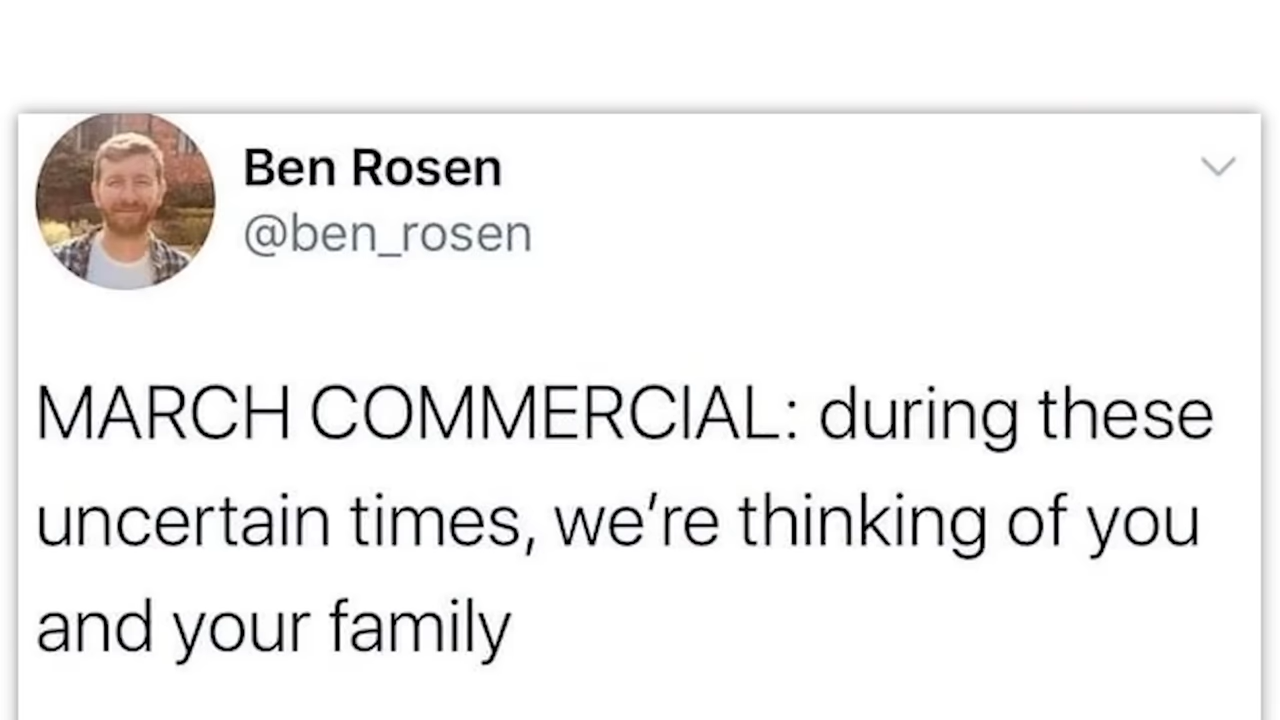 Ben Rosen
@ben_rosen
MARCH COMMERCIAL: during these
uncertain times, we’re thinking of you
and your family